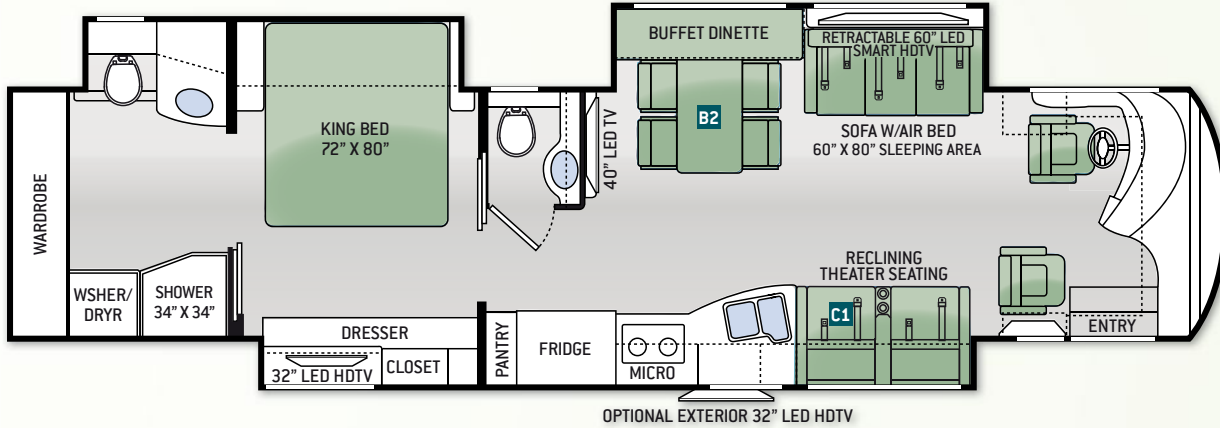 BUFFET DINETTE
RETRACTABLE 60” LED
SMART HDTV
B2
40” LED TV
SOFA W/AIR BED
60” X 80” SLEEPING AREA
KING BED
72” X 80”
WARDROBE
WSHER/
DRYR
SHOWER
34” X 34”
DRESSER
32” LED HDTV
CLOSET
PANTRY
FRIDGE
MICRO
RECLINING
THEATER SEATING
C1
ENTRY
OPTIONAL EXTERIOR 32” LED HDTV